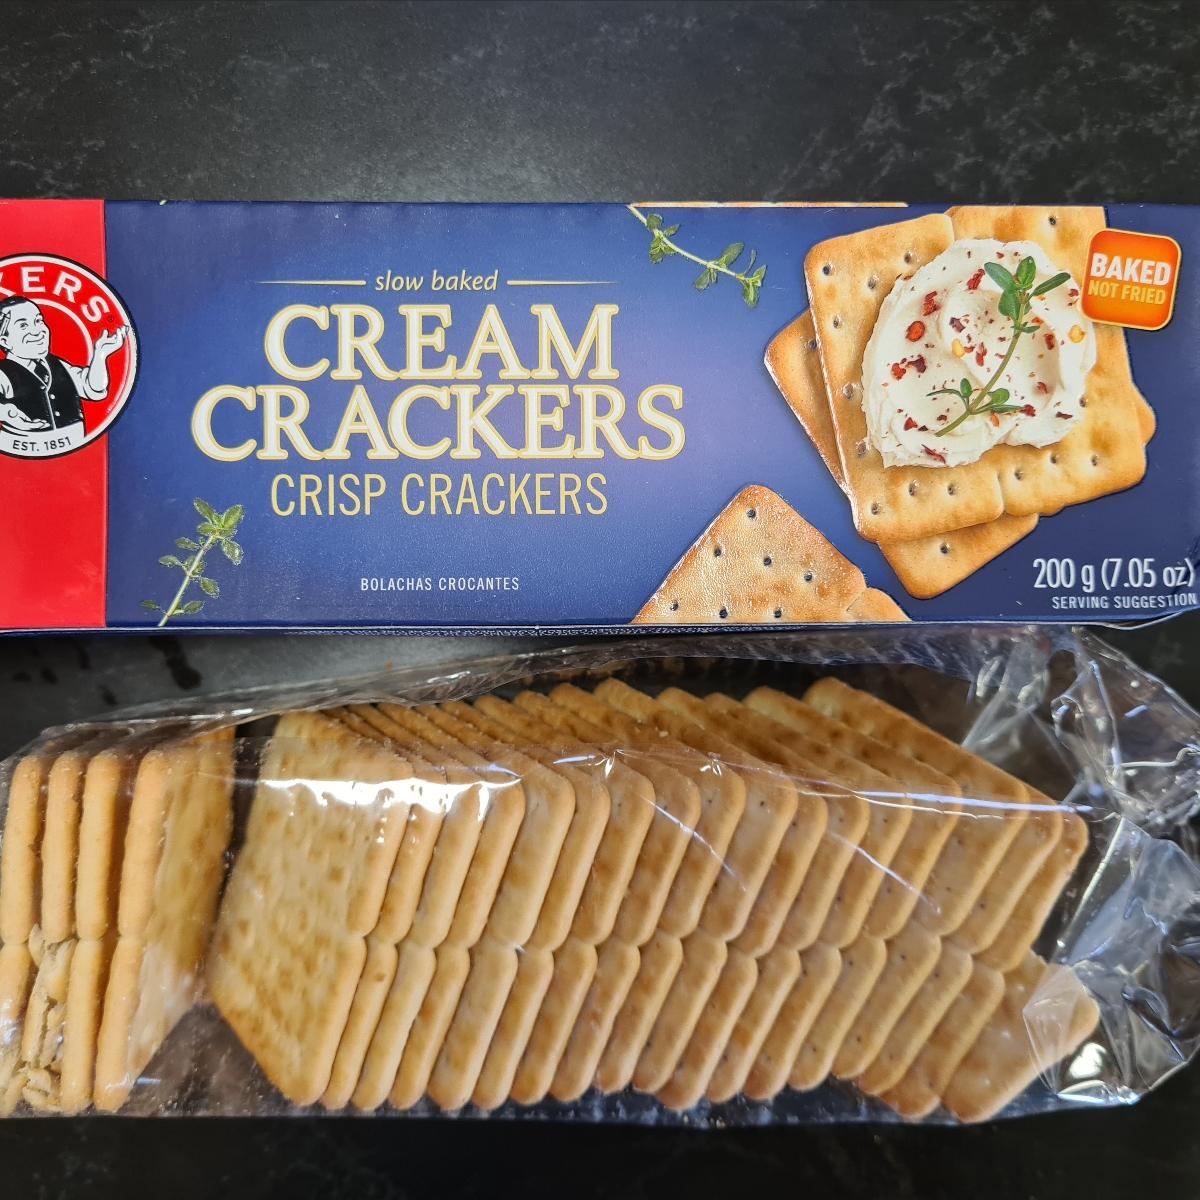 KERS
EST. 1851
slow baked
CREAM
CRACKERS
CRISP CRACKERS
BOLACHAS CROCANTES
BAKED
NOT FRIED
200 g (7.05 oz)
SERVING SUGGESTION